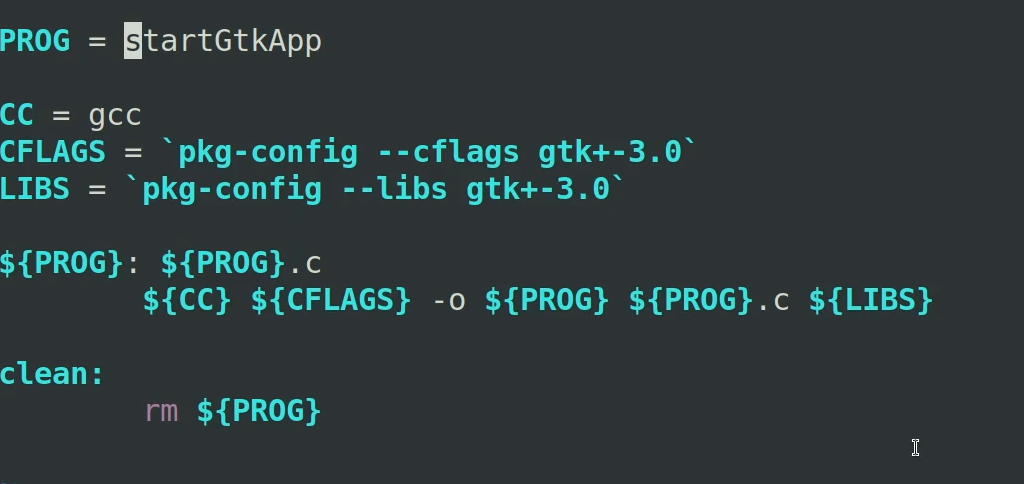 PROG = startGtkApp
CC = gcc
CFLAGS = `pkg-config --cflags gtk+-3.0`
LIBS = `pkg-config --libs gtk+-3.0`
${PROG}: ${PROG}.c
${CC} ${CFLAGS} -o ${PROG} ${PROG}.c ${LIBS}
clean:
rm ${PROG}